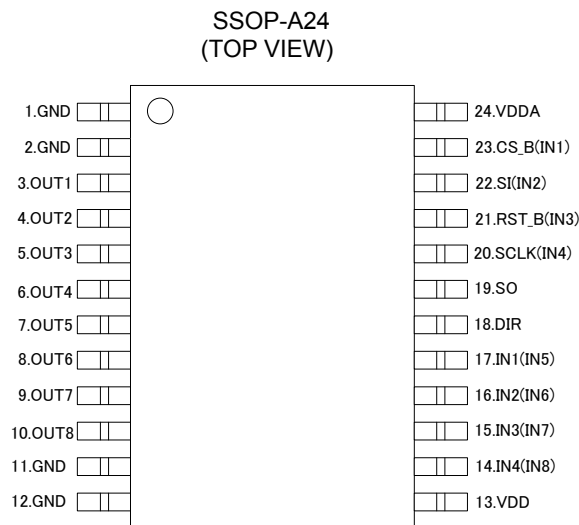 SSOP-A24
(TOP VIEW)
1.GND
24.VDDA
2.GND
23.CS_B(IN1)
3.OUT1
22.SI(IN2)
4.OUT2
21.RST_B(IN3)
5.OUT3
20.SCLK(IN4)
6.OUT4
19.SO
7.OUT5
18.DIR
8.OUT6
17.IN1(IN5)
9.OUT7
16.IN2(IN6)
10.OUT8
15.IN3(IN7)
11.GND
14.IN4(IN8)
12.GND
13.VDD